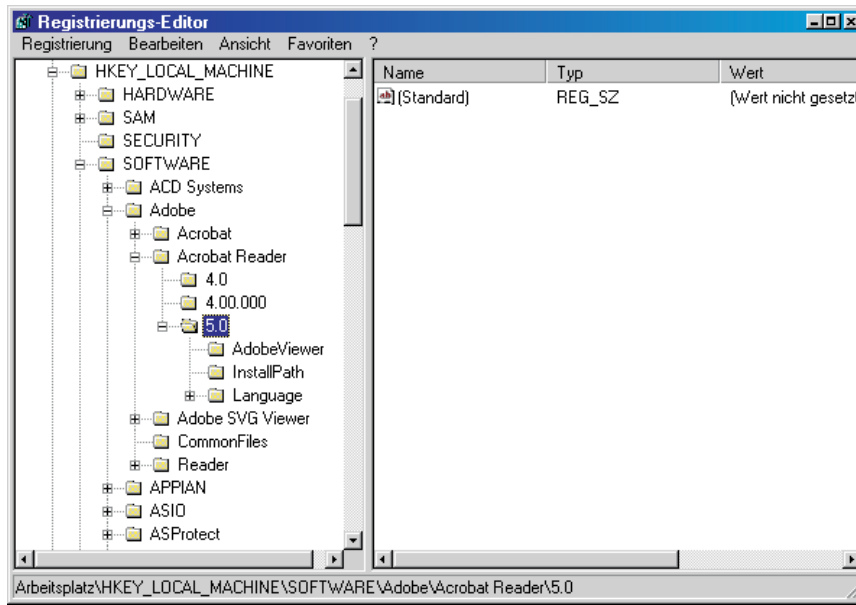 Registrierungs-Editor
Registrierung Bearbeiten Ansicht Favoriten ?
HKEY_LOCAL_MACHINE
HARDWARE
SAM
SECURITY
SOFTWARE
ACD Systems
Adobe
Acrobat
Acrobat Reader
4.0
4.00.000
5.0
AdobeViewer
InstallPath
Language
Adobe SVG Viewer
CommonFiles
Reader
APPIAN
ASIO
ASProtect
Name Typ Wert
ab (Standard) REG_SZ (Wert nicht gesetzt
Arbeitsplatz\HKEY_LOCAL_MACHINE\SOFTWARE\Adobe\Acrobat Reader\5.0